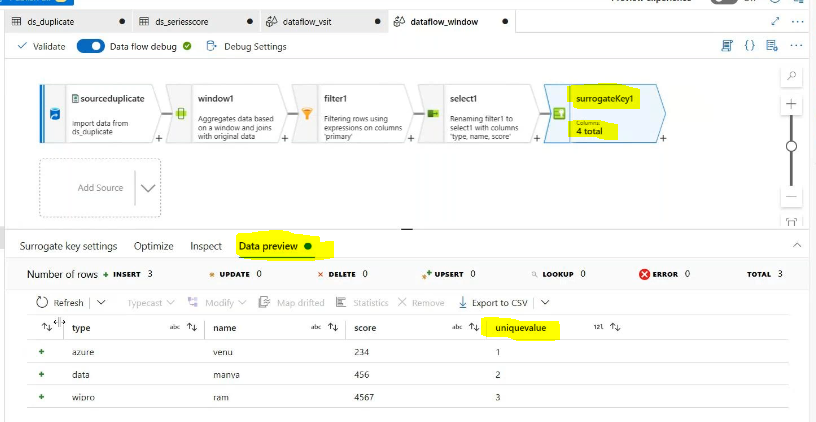 ds_duplicate
ds_seriesscore
dataflow_vsit
dataflow_window
Validate
Data flow debug
Debug Settings
sourceduplicate
Import data from
ds_duplicate
window1
Aggregates data based
on a window and joins
with original data
filter1
Filtering rows using
expressions on columns
'primary'
select1
Renaming filter1 to
select1 with columns
'type, name, score'
surrogateKey1
Columns:
4 total
Add Source
Surrogate key settings
Optimize
Inspect
Data preview
Number of rows
INSERT 3
UPDATE 0
DELETE 0
UPSERT 0
LOOKUP 0
ERROR 0
TOTAL 3
Refresh
Typecast
Modify
Map drifted
Statistics
Remove
Export to CSV
type abc
name abc
score abc
uniquevalue 12l
azure venu 234 1
data manva 456 2
wipro ram 4567 3